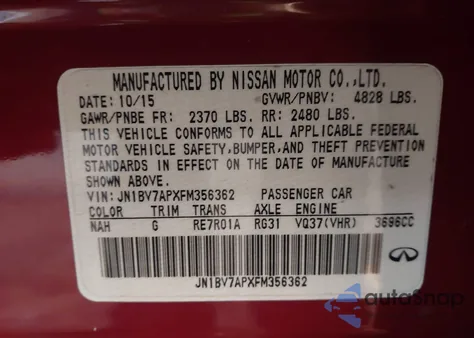 MANUFACTURED BY NISSAN MOTOR CO.,LTD.
DATE: 10/15 GVWR/PNBV: 4828 LBS.
GAWR/PNBE FR: 2370 LBS. RR: 2480 LBS.
THIS VEHICLE CONFORMS TO ALL APPLICABLE FEDERAL
MOTOR VEHICLE SAFETY, BUMPER, AND THEFT PREVENTION
STANDARDS IN EFFECT ON THE DATE OF MANUFACTURE
SHOWN ABOVE.
VIN: JN1BV7APXFM356362 PASSENGER CAR
COLOR TRIM TRANS AXLE ENGINE
NAH G RE7R01A RG31 VQ37(VHR) 3696CC
JN1BV7APXFM356362
autoSnap